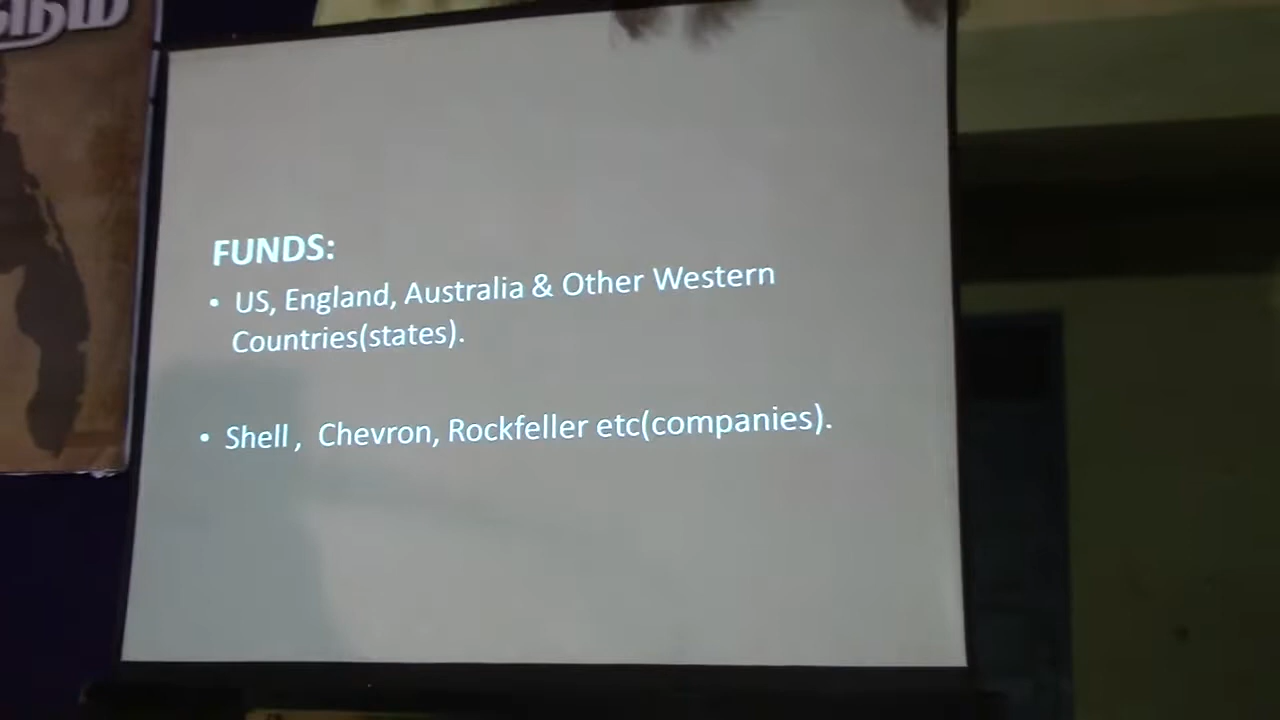 FUNDS:
• US, England, Australia & Other Western
Countries(states).
• Shell , Chevron, Rockfeller etc(companies).